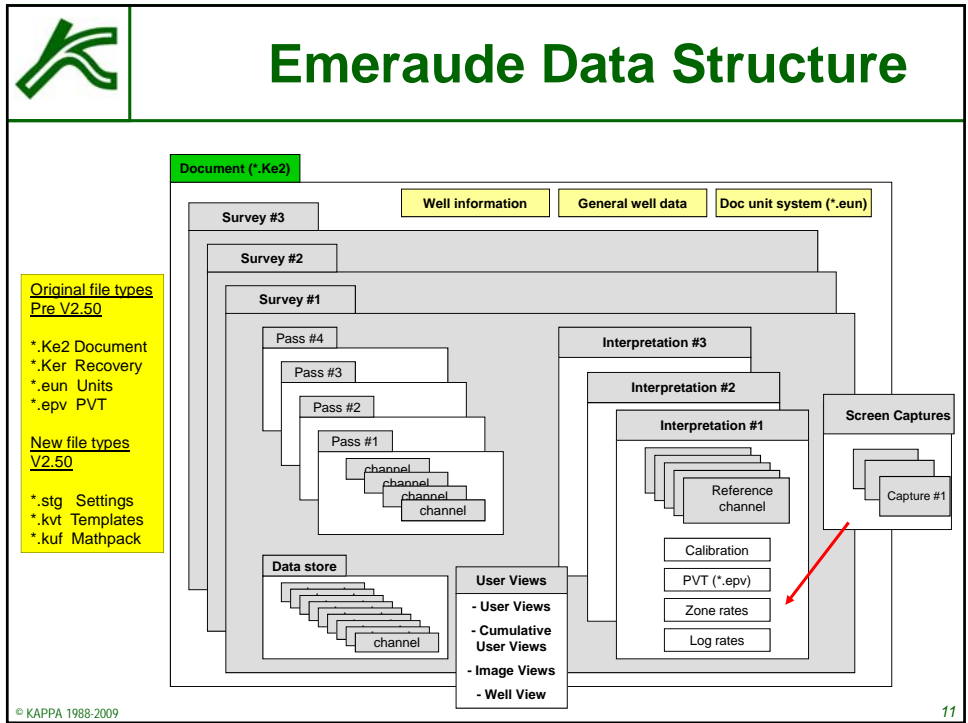 Emeraude Data Structure
Document (*.Ke2)
Well information
General well data
Doc unit system (*.eun)
Survey #3
Survey #2
Survey #1
Original file types
Pre V2.50
*.Ke2 Document
*.Ker Recovery
*.eun Units
*.epv PVT
New file types
V2.50
*.stg Settings
*.kvt Templates
*.kuf Mathpack
Pass #4
Pass #3
Pass #2
Pass #1
channel
channel
channel
channel
Data store
channel
User Views
- User Views
- Cumulative
User Views
- Image Views
- Well View
Interpretation #3
Interpretation #2
Interpretation #1
Reference
channel
Calibration
PVT (*.epv)
Zone rates
Log rates
Screen Captures
Capture #1
© KAPPA 1988-2009
11